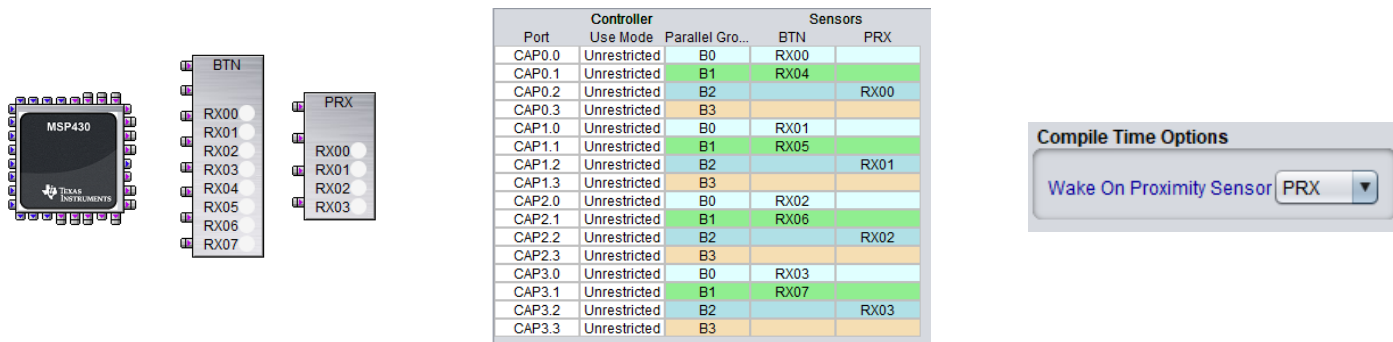 MSP430
TEXAS
INSTRUMENTS
BTN
RX00
RX01
RX02
RX03
RX04
RX05
RX06
RX07
PRX
RX00
RX01
RX02
RX03
Controller Sensors
Port Use Mode Parallel Gro... BTN PRX
CAP0.0 Unrestricted B0 RX00
CAP0.1 Unrestricted B1 RX04
CAP0.2 Unrestricted B2 RX00
CAP0.3 Unrestricted B3
CAP1.0 Unrestricted B0 RX01
CAP1.1 Unrestricted B1 RX05
CAP1.2 Unrestricted B2 RX01
CAP1.3 Unrestricted B3
CAP2.0 Unrestricted B0 RX02
CAP2.1 Unrestricted B1 RX06
CAP2.2 Unrestricted B2 RX02
CAP2.3 Unrestricted B3
CAP3.0 Unrestricted B0 RX03
CAP3.1 Unrestricted B1 RX07
CAP3.2 Unrestricted B2 RX03
CAP3.3 Unrestricted B3
Compile Time Options
Wake On Proximity Sensor PRX